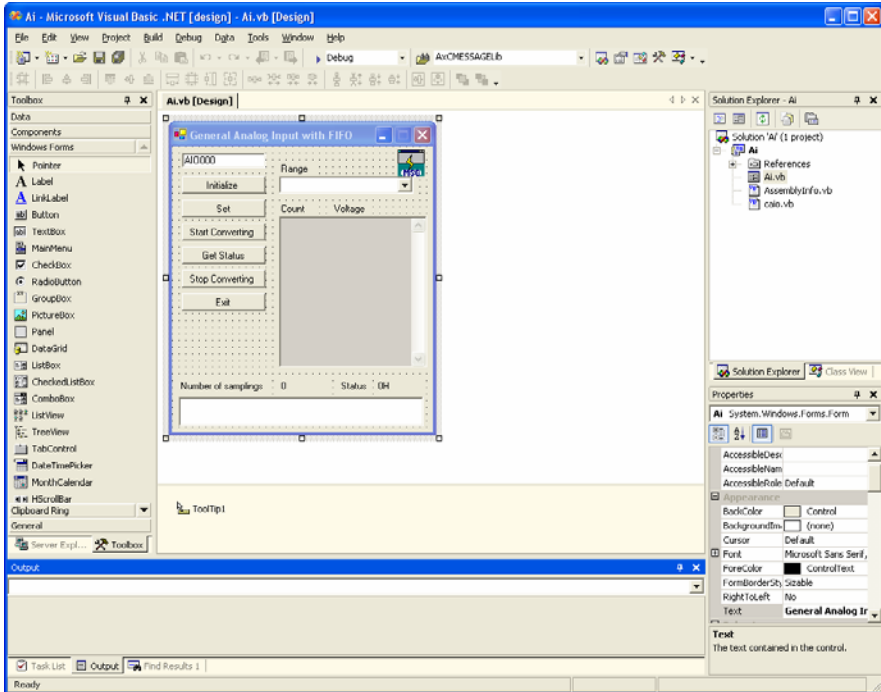 Ai - Microsoft Visual Basic .NET [design] - Ai.vb [Design]
File Edit View Project Build Debug Data Tools Window Help
Debug AxCMESSAGELib
Toolbox
Data
Components
Windows Forms
Pointer
Label
LinkLabel
Button
TextBox
MainMenu
CheckBox
RadioButton
GroupBox
PictureBox
Panel
DataGrid
ListBox
CheckedListBox
ComboBox
ListView
TreeView
TabControl
DateTimePicker
MonthCalendar
HScrollBar
Clipboard Ring
General
Server Expl... Toolbox
Ai.vb [Design]
General Analog Input with FIFO
AIO000
Initialize
Set
Start Converting
Get Status
Stop Converting
Exit
Range
Count Voltage
Number of samplings 0 Status 0H
ToolTip1
Solution Explorer - Ai
Solution 'Ai' (1 project)
Ai
References
Ai.vb
AssemblyInfo.vb
caio.vb
Solution Explorer Class View
Properties
Ai System.Windows.Forms.Form
AccessibleDesc
AccessibleNam
AccessibleRole Default
Appearance
BackColor Control
BackgroundIm (none)
Cursor Default
Font Microsoft Sans Serif,
ForeColor ControlText
FormBorderSty Sizable
RightToLeft No
Text General Analog Ir
Text
The text contained in the control.
Output
Task List Output Find Results 1
Ready